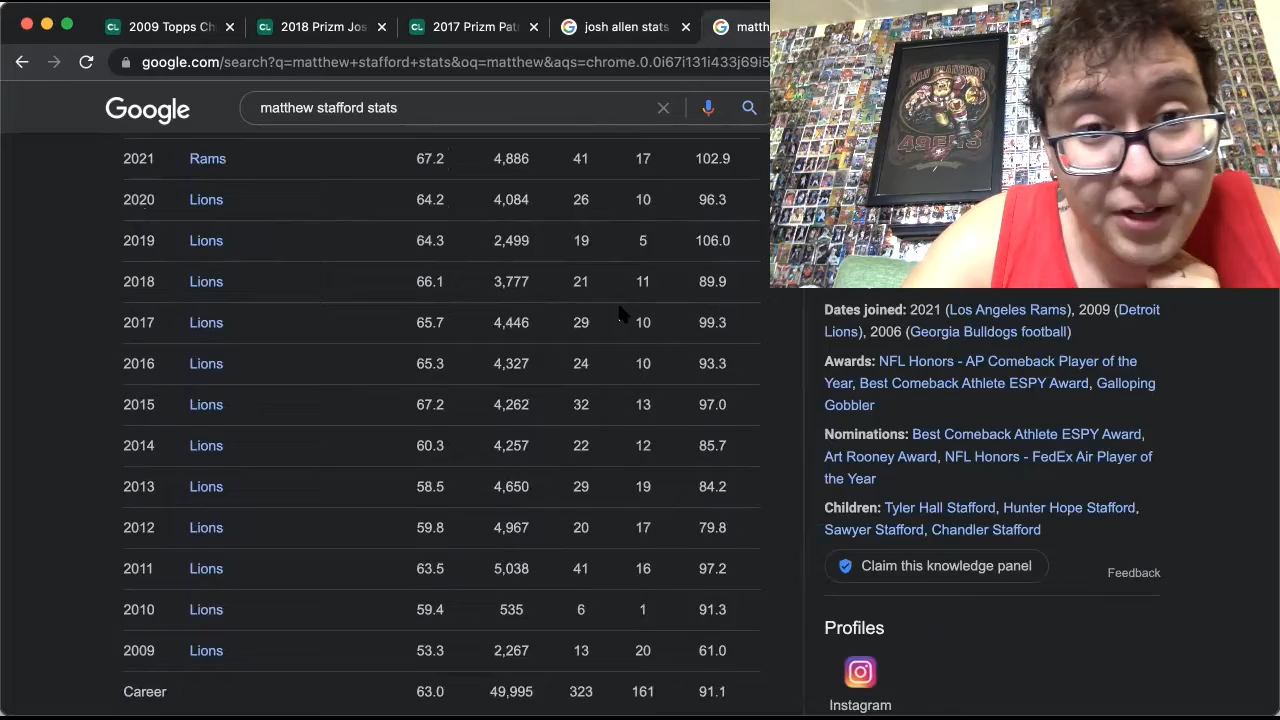 2009 Topps Ch
2018 Prizm Jos
2017 Prizm Pat
josh allen stats
matth
google.com/search?q=matthew+stafford+stats&oq=matthew&aqs=chrome.0.0i67i131i433j69i5
Google
matthew stafford stats
2021 Rams 67.2 4,886 41 17 102.9
2020 Lions 64.2 4,084 26 10 96.3
2019 Lions 64.3 2,499 19 5 106.0
2018 Lions 66.1 3,777 21 11 89.9
2017 Lions 65.7 4,446 29 10 99.3
2016 Lions 65.3 4,327 24 10 93.3
2015 Lions 67.2 4,262 32 13 97.0
2014 Lions 60.3 4,257 22 12 85.7
2013 Lions 58.5 4,650 29 19 84.2
2012 Lions 59.8 4,967 20 17 79.8
2011 Lions 63.5 5,038 41 16 97.2
2010 Lions 59.4 535 6 1 91.3
2009 Lions 53.3 2,267 13 20 61.0
Career 63.0 49,995 323 161 91.1
SAN FRANCISCO
49ERS
Dates joined: 2021 (Los Angeles Rams), 2009 (Detroit
Lions), 2006 (Georgia Bulldogs football)
Awards: NFL Honors - AP Comeback Player of the
Year, Best Comeback Athlete ESPY Award, Galloping
Gobbler
Nominations: Best Comeback Athlete ESPY Award,
Art Rooney Award, NFL Honors - FedEx Air Player of
the Year
Children: Tyler Hall Stafford, Hunter Hope Stafford,
Sawyer Stafford, Chandler Stafford
Claim this knowledge panel
Feedback
Profiles
Instagram